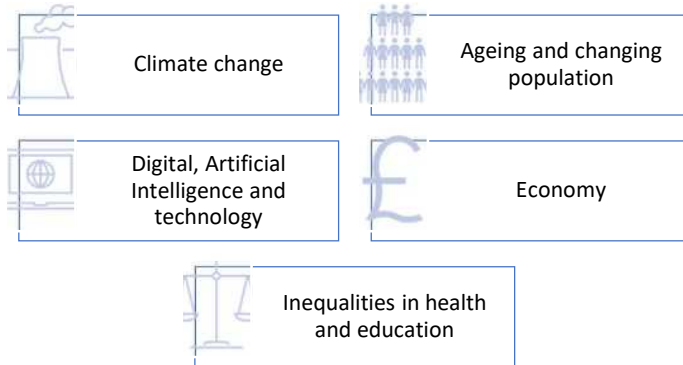 Climate change
Ageing and changing
population
Digital, Artificial
Intelligence and
technology
£
Economy
Inequalities in health
and education